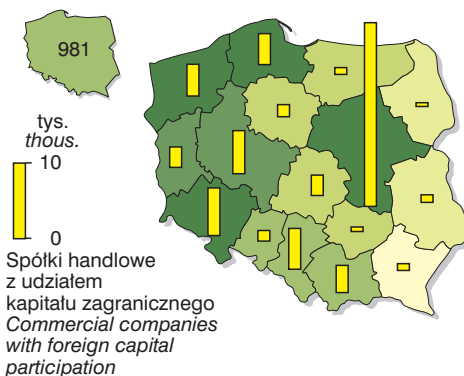 981
tys.
thous.
10
0
Spółki handlowe
z udziałem
kapitału zagranicznego
Commercial companies
with foreign capital
participation